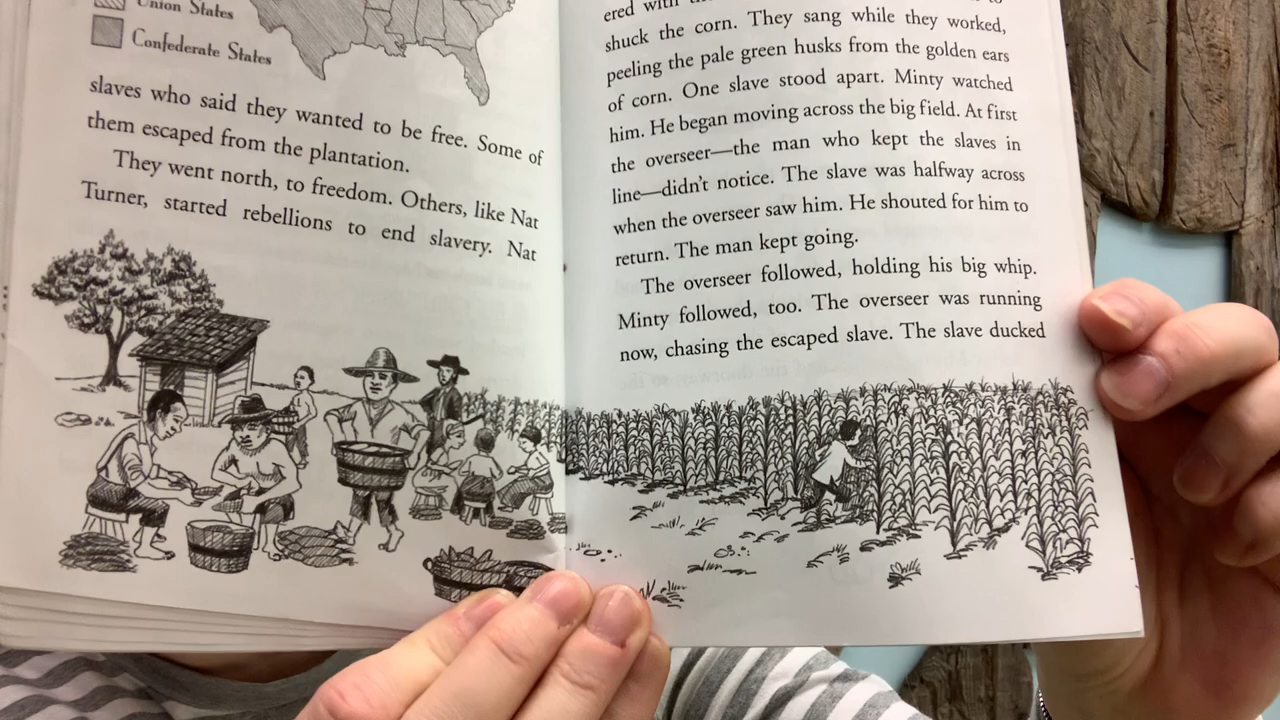 Union States
Confederate States
slaves who said they wanted to be free. Some of
them escaped from the plantation.
They went north, to freedom. Others, like Nat
Turner, started rebellions to end slavery. Nat
ered with
shuck the corn. They sang while they worked,
peeling the pale green husks from the golden ears
of corn. One slave stood apart. Minty watched
him. He began moving across the big field. At first
the overseer—the man who kept the slaves in
line—didn't notice. The slave was halfway across
when the overseer saw him. He shouted for him to
return. The man kept going.
The overseer followed, holding his big whip.
Minty followed, too. The overseer was running
now, chasing the escaped slave. The slave ducked